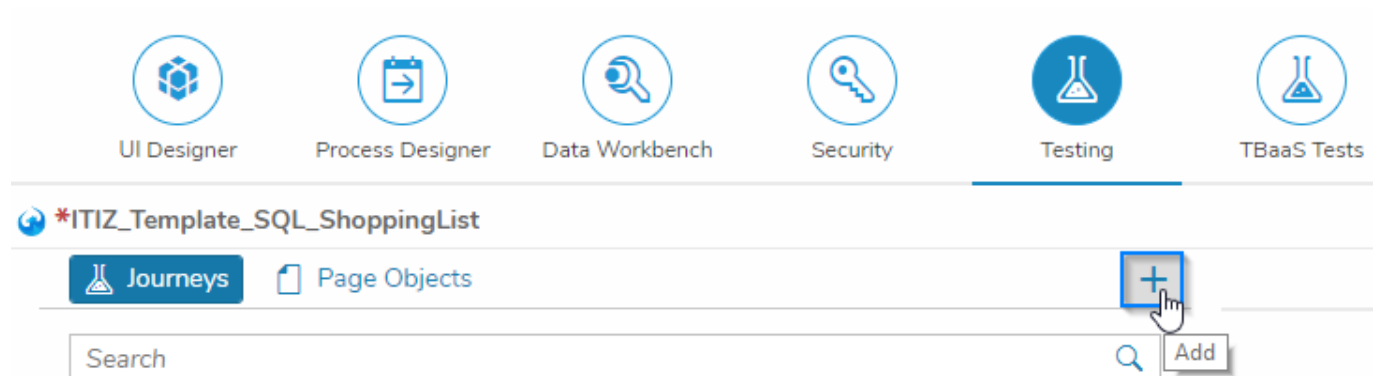 UI Designer Process Designer Data Workbench Security Testing TBaaS Tests
*ITIZ_Template_SQL_ShoppingList
Journeys Page Objects
Search
Add